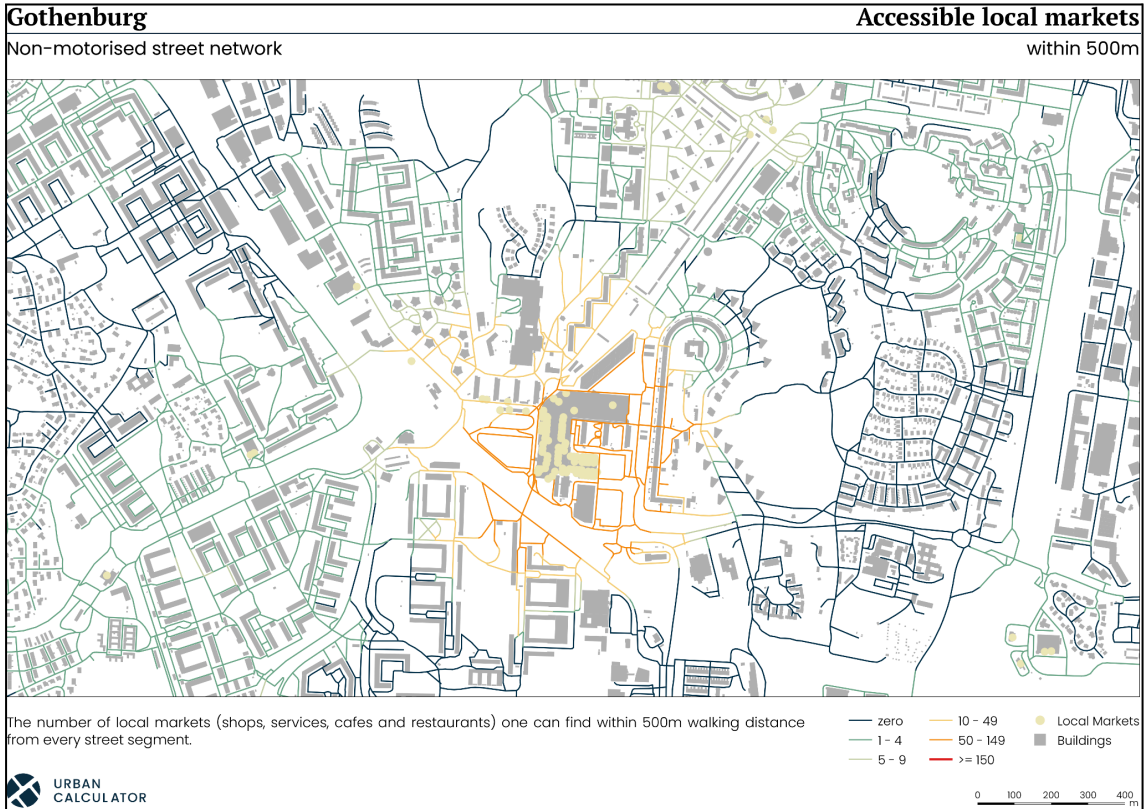 Gothenburg
Accessible local markets
Non-motorised street network
within 500m
The number of local markets (shops, services, cafes and restaurants) one can find within 500m walking distance
from every street segment.
zero
1 - 4
5 - 9
10 - 49
50 - 149
>= 150
Local Markets
Buildings
URBAN
CALCULATOR
0 100 200 300 400
m